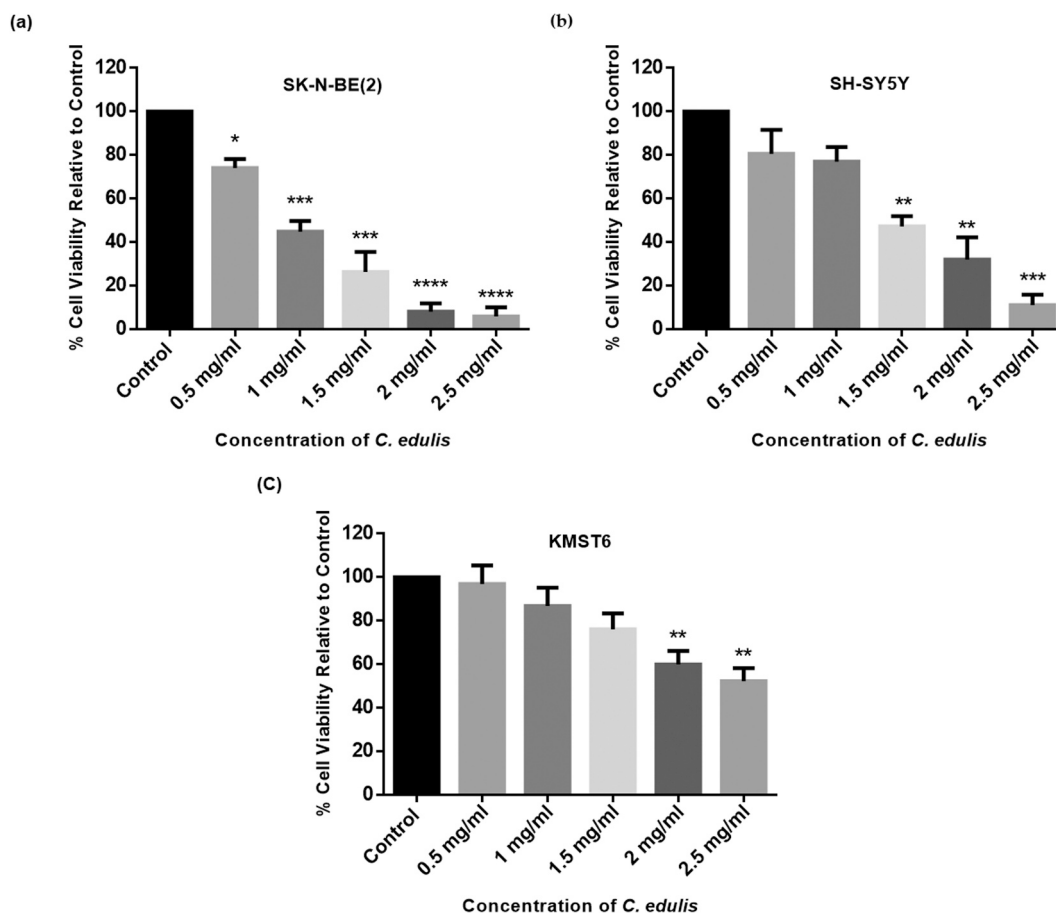 (a)
SK-N-BE(2)
% Cell Viability Relative to Control
120
100
80
60
40
20
0
*
***
***
****
****
Control
0.5 mg/ml
1 mg/ml
1.5 mg/ml
2 mg/ml
2.5 mg/ml
Concentration of C. edulis
(b)
SH-SY5Y
% Cell Viability Relative to Control
120
100
80
60
40
20
0
**
**
***
Control
0.5 mg/ml
1 mg/ml
1.5 mg/ml
2 mg/ml
2.5 mg/ml
Concentration of C. edulis
(C)
KMST6
% Cell Viability Relative to Control
120
100
80
60
40
20
0
**
**
Control
0.5 mg/ml
1 mg/ml
1.5 mg/ml
2 mg/ml
2.5 mg/ml
Concentration of C. edulis